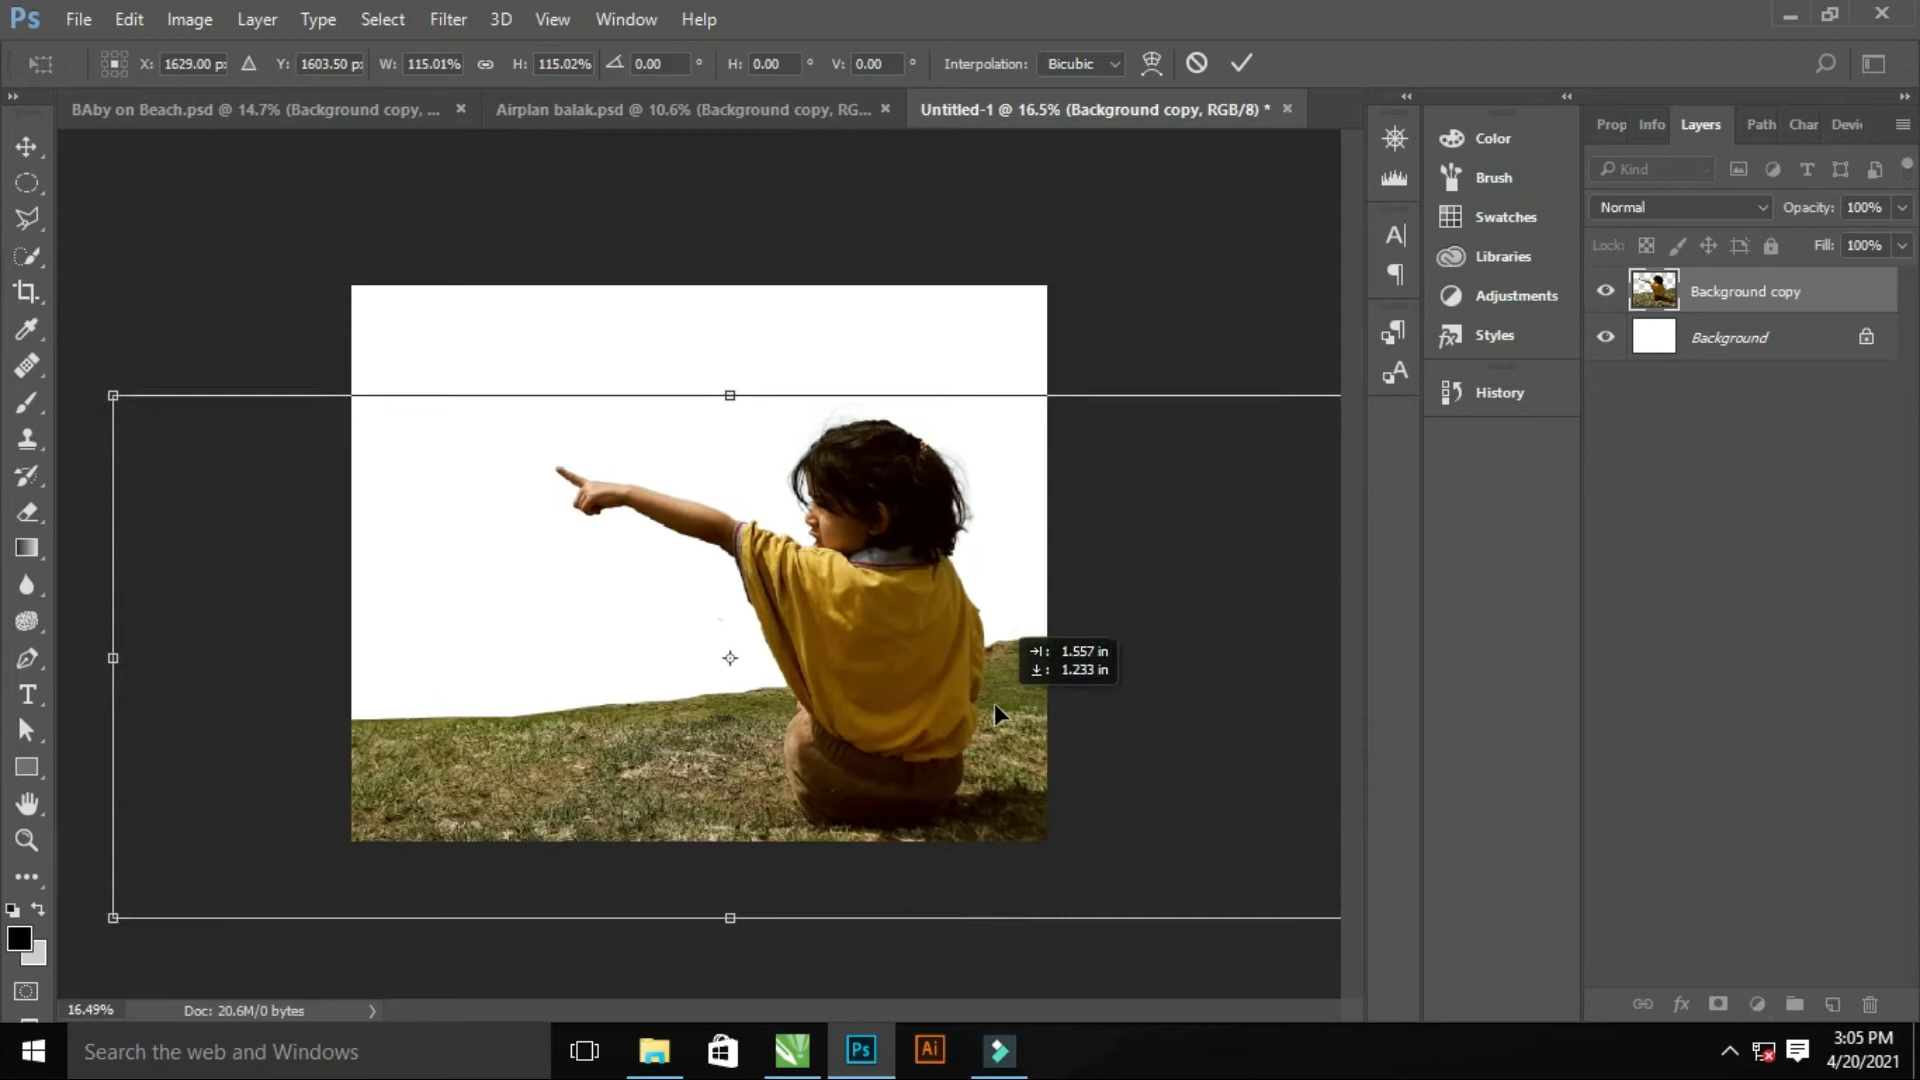 Ps File Edit Image Layer Type Select Filter 3D View Window Help
X: 1629.00 px Y: 1603.50 px W: 115.01% H: 115.02% 0.00 ° H: 0.00 ° V: 0.00 ° Interpolation: Bicubic
BAby on Beach.psd @ 14.7% (Background copy, ... × Airplan balak.psd @ 10.6% (Background copy, RG... × Untitled-1 @ 16.5% (Background copy, RGB/8) * ×
Prop Info Layers Path Char Devi
Color
Kind
Brush
Normal Opacity: 100%
Swatches
Lock: Fill: 100%
Libraries
Background copy
Adjustments
Background
Styles
History
1.557 in
1.233 in
16.49% Doc: 20.6M/0 bytes
Search the web and Windows
Ps
Ai
3:05 PM
4/20/2021